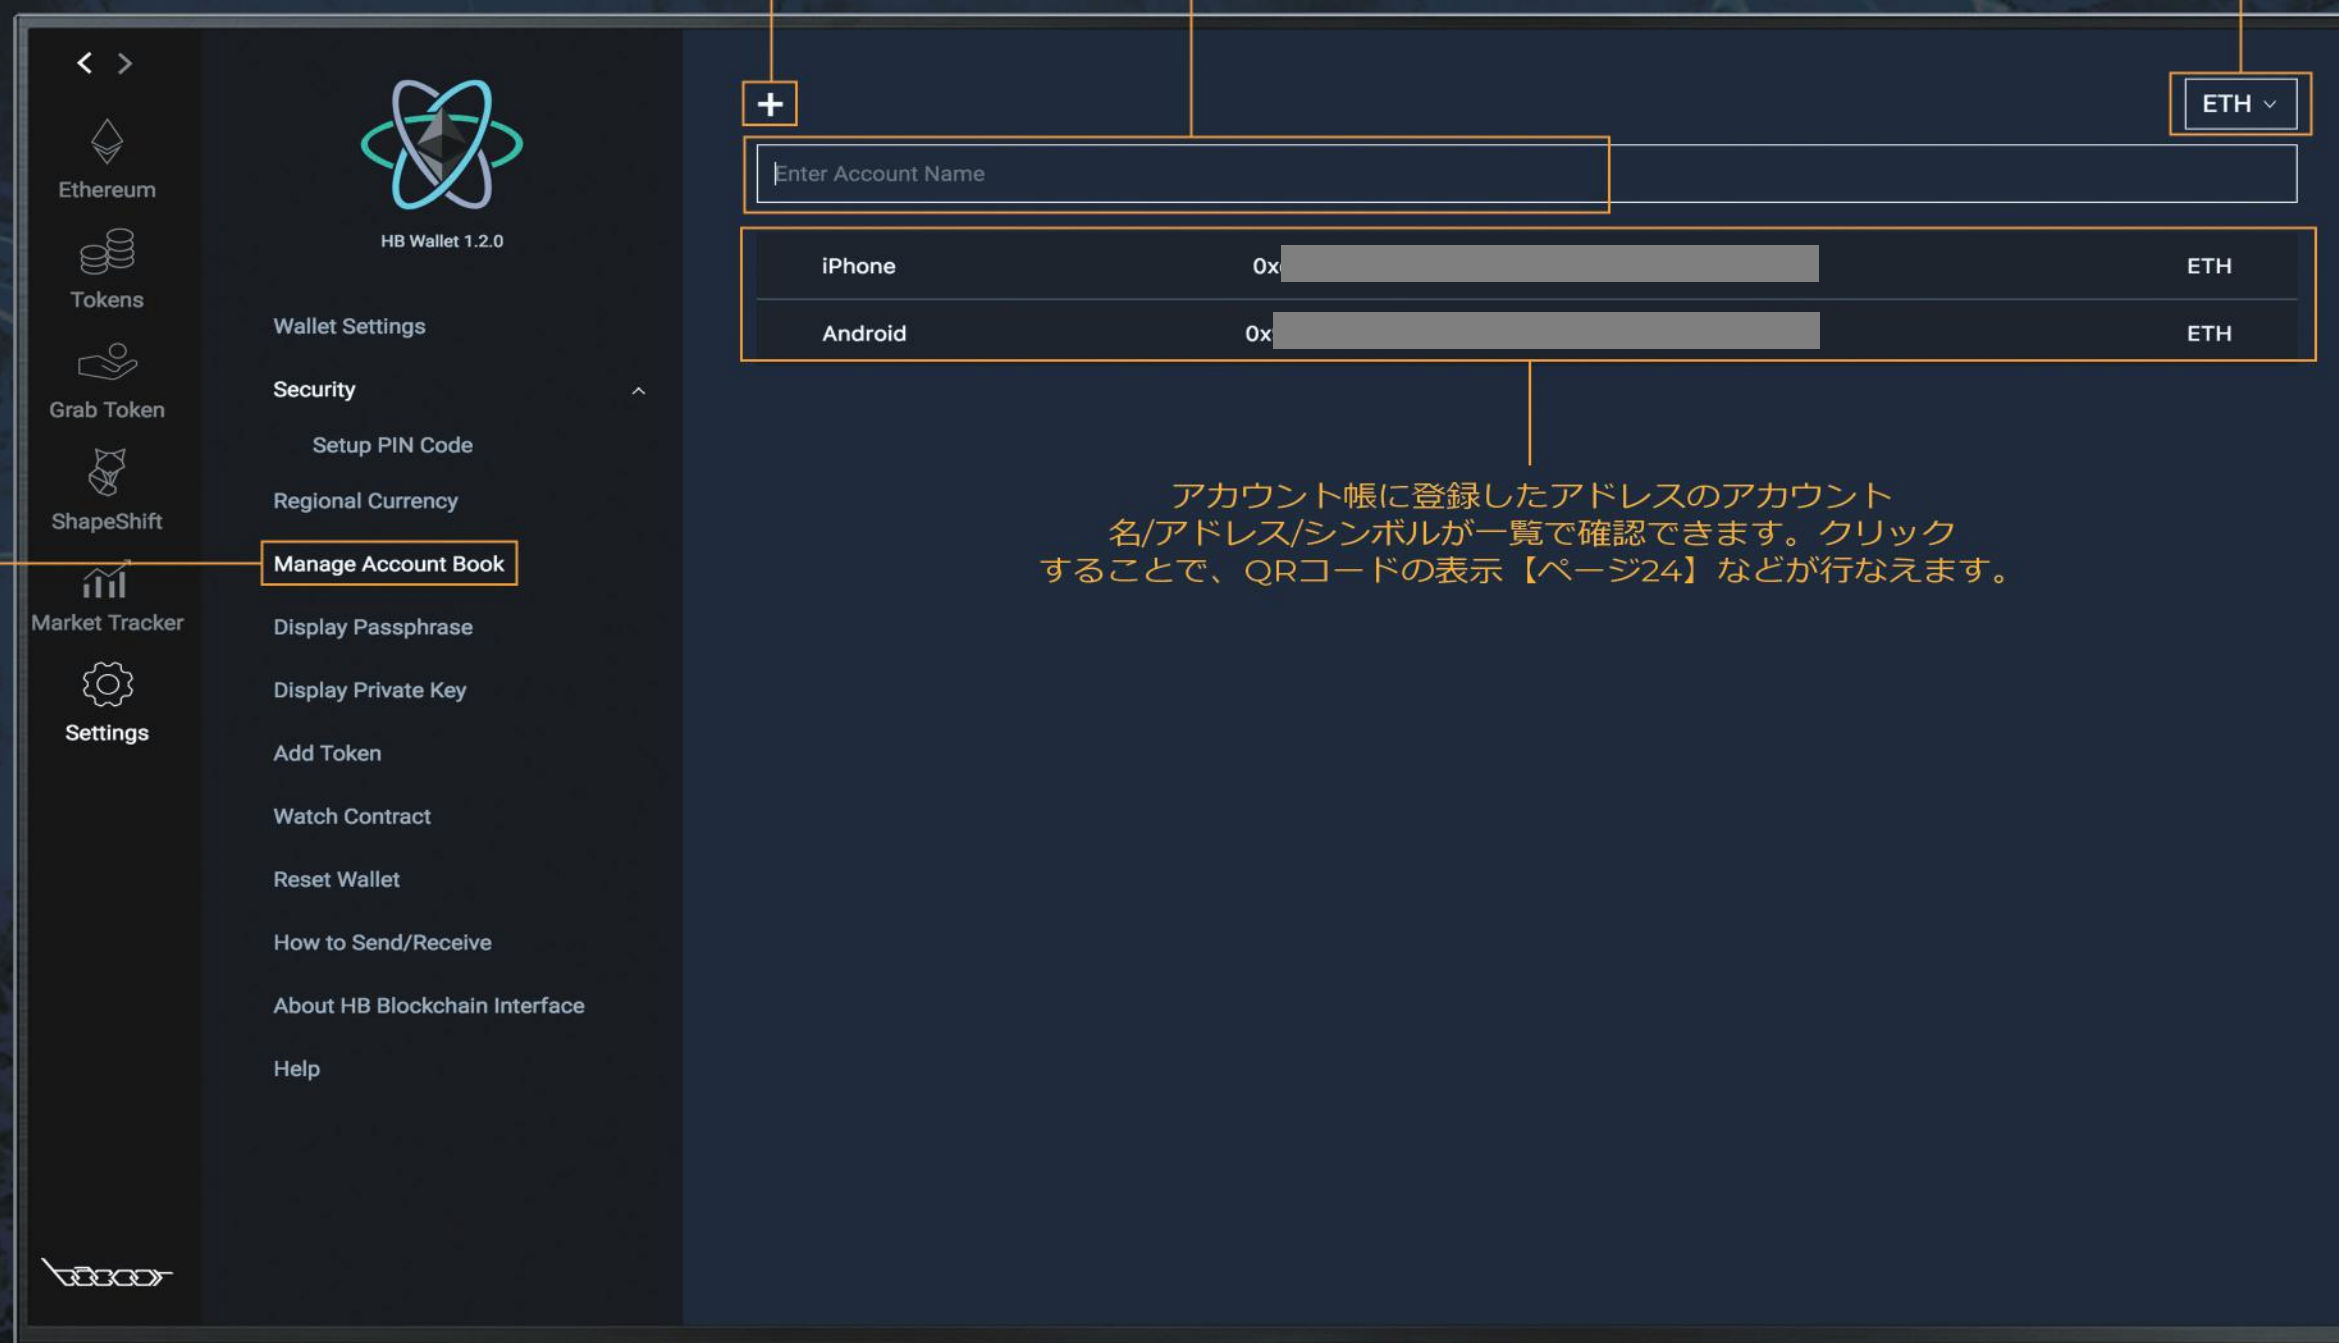 < >
Ethereum
Tokens
Grab Token
ShapeShift
Market Tracker
Settings
HB Wallet 1.2.0
Wallet Settings
Security
Setup PIN Code
Regional Currency
Manage Account Book
Display Passphrase
Display Private Key
Add Token
Watch Contract
Reset Wallet
How to Send/Receive
About HB Blockchain Interface
Help
+
ETH
Enter Account Name
iPhone 0x ETH
Android 0x ETH
アカウント帳に登録したアドレスのアカウント
名/アドレス/シンボルが一覧で確認できます。クリック
することで、QRコードの表示【ページ24】などが行なえます。